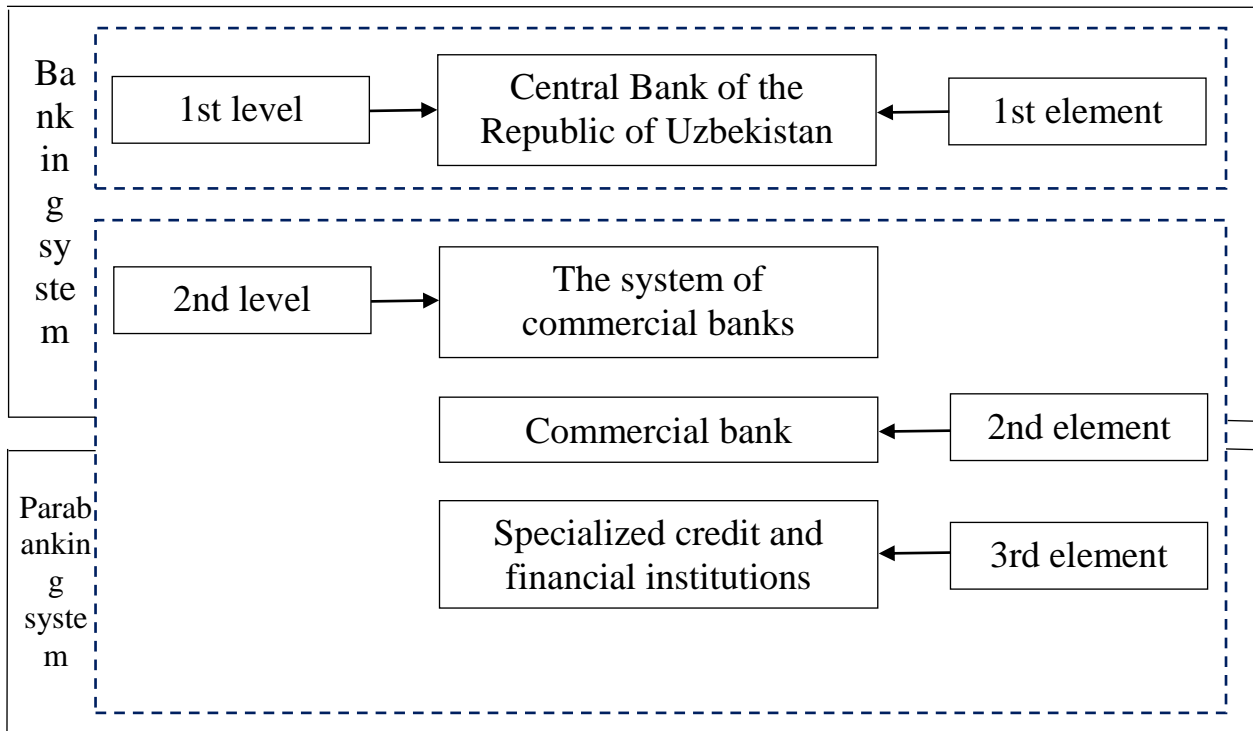 Ba
nk
in
g
sy
ste
m
1st level
Central Bank of the
Republic of Uzbekistan
1st element
2nd level
The system of
commercial banks
Commercial bank
2nd element
Parab
ankin
g
syste
m
Specialized credit and
financial institutions
3rd element